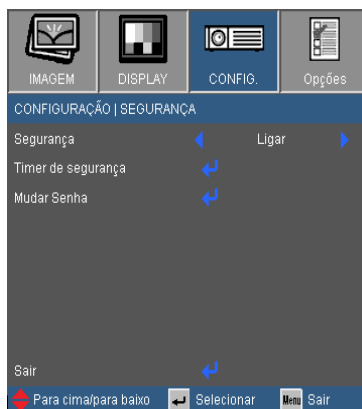 IMAGEM DISPLAY CONFIG. Opções
CONFIGURAÇÃO | SEGURANÇA
Segurança Ligar
Timer de segurança
Mudar Senha
Sair
Para cima/para baixo Selecionar Menu Sair